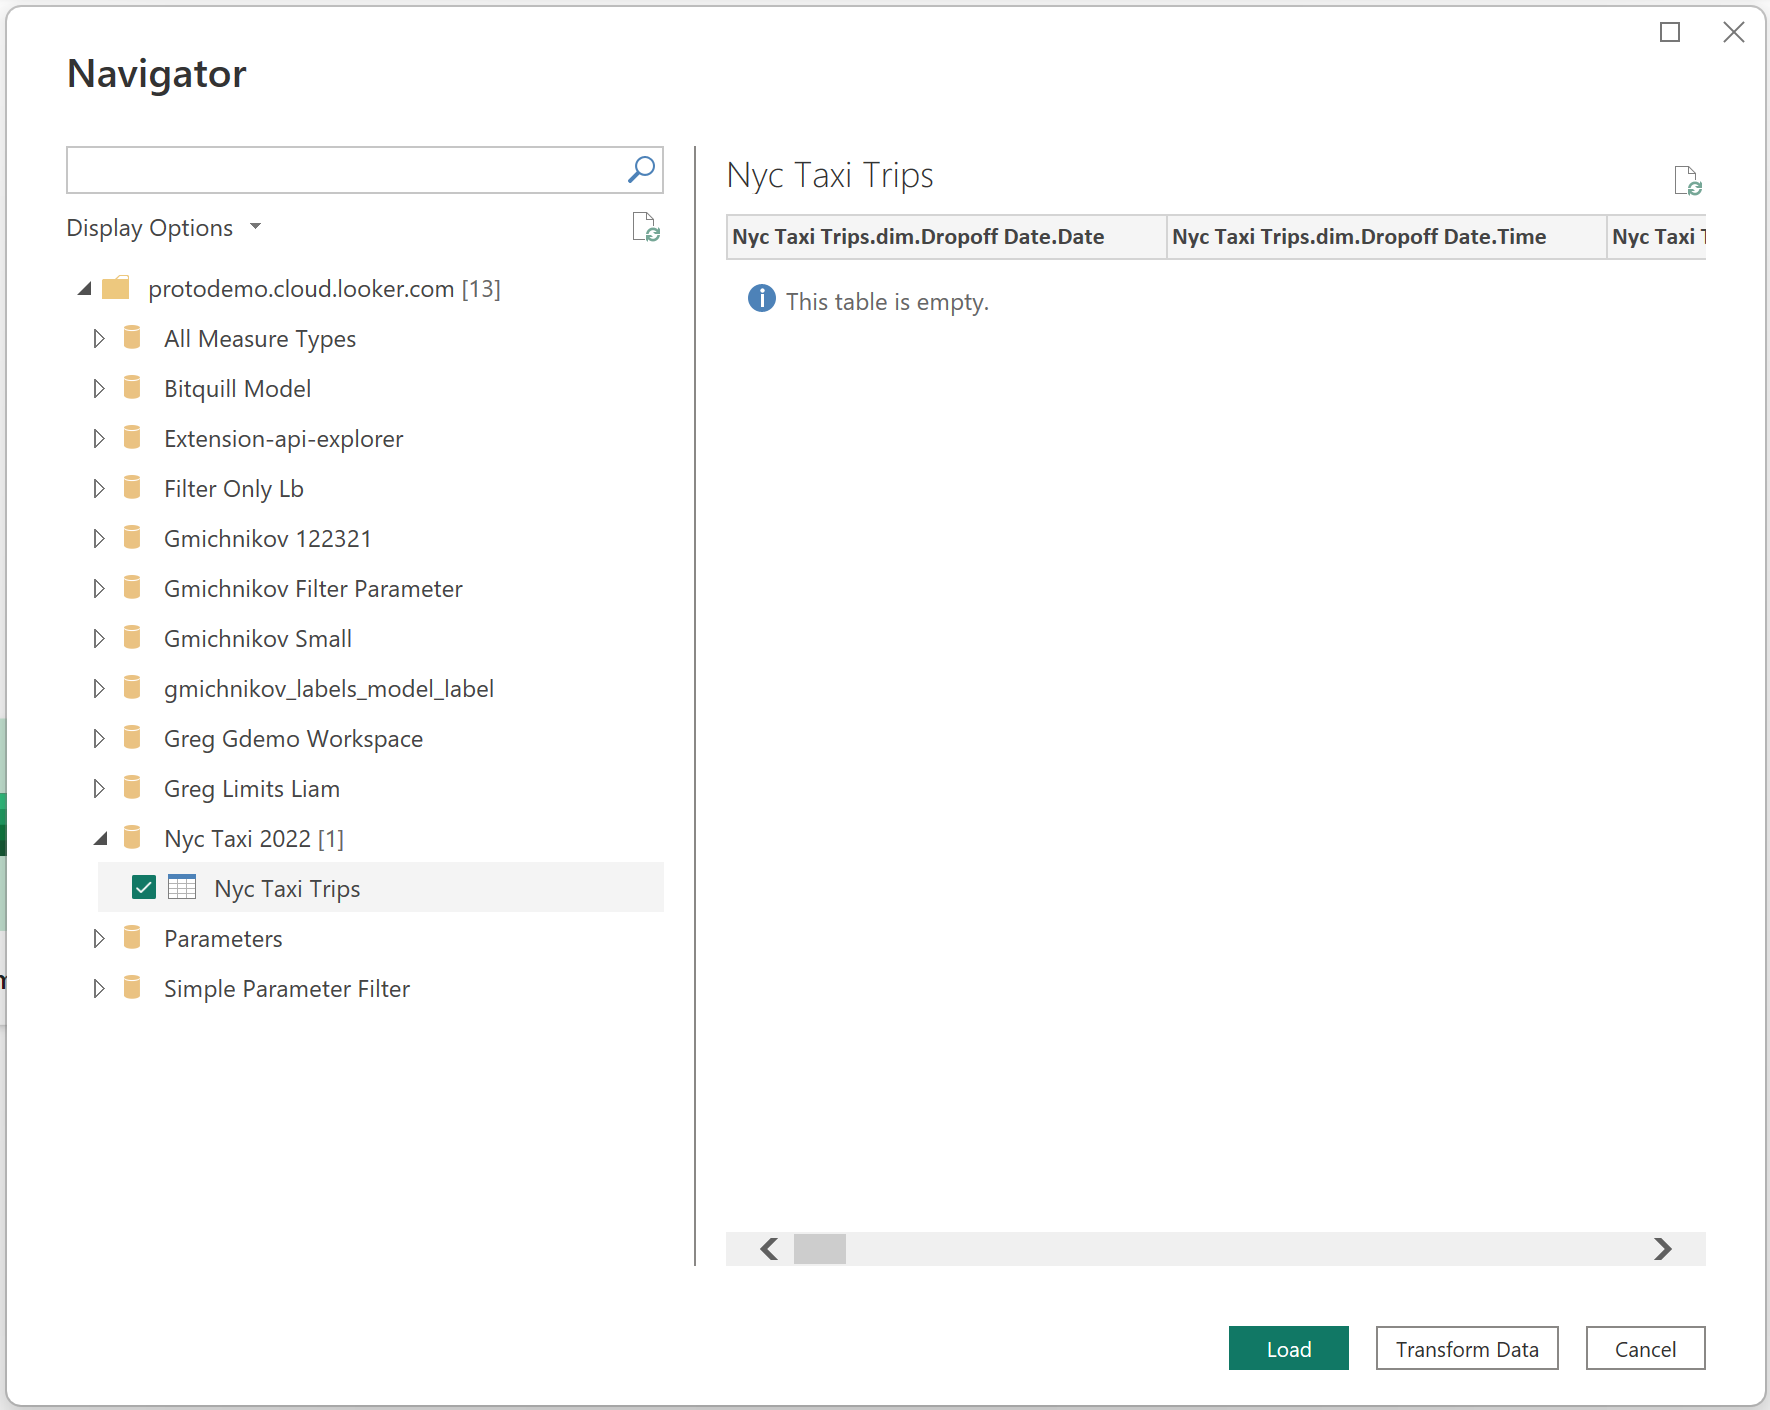 Navigator
Display Options
protodemo.cloud.looker.com [13]
All Measure Types
Bitquill Model
Extension-api-explorer
Filter Only Lb
Gmichnikov 122321
Gmichnikov Filter Parameter
Gmichnikov Small
gmichnikov_labels_model_label
Greg Gdemo Workspace
Greg Limits Liam
Nyc Taxi 2022 [1]
Nyc Taxi Trips
Parameters
Simple Parameter Filter
Nyc Taxi Trips
Nyc Taxi Trips.dim.Dropoff Date.Date Nyc Taxi Trips.dim.Dropoff Date.Time Nyc Taxi
This table is empty.
Load Transform Data Cancel